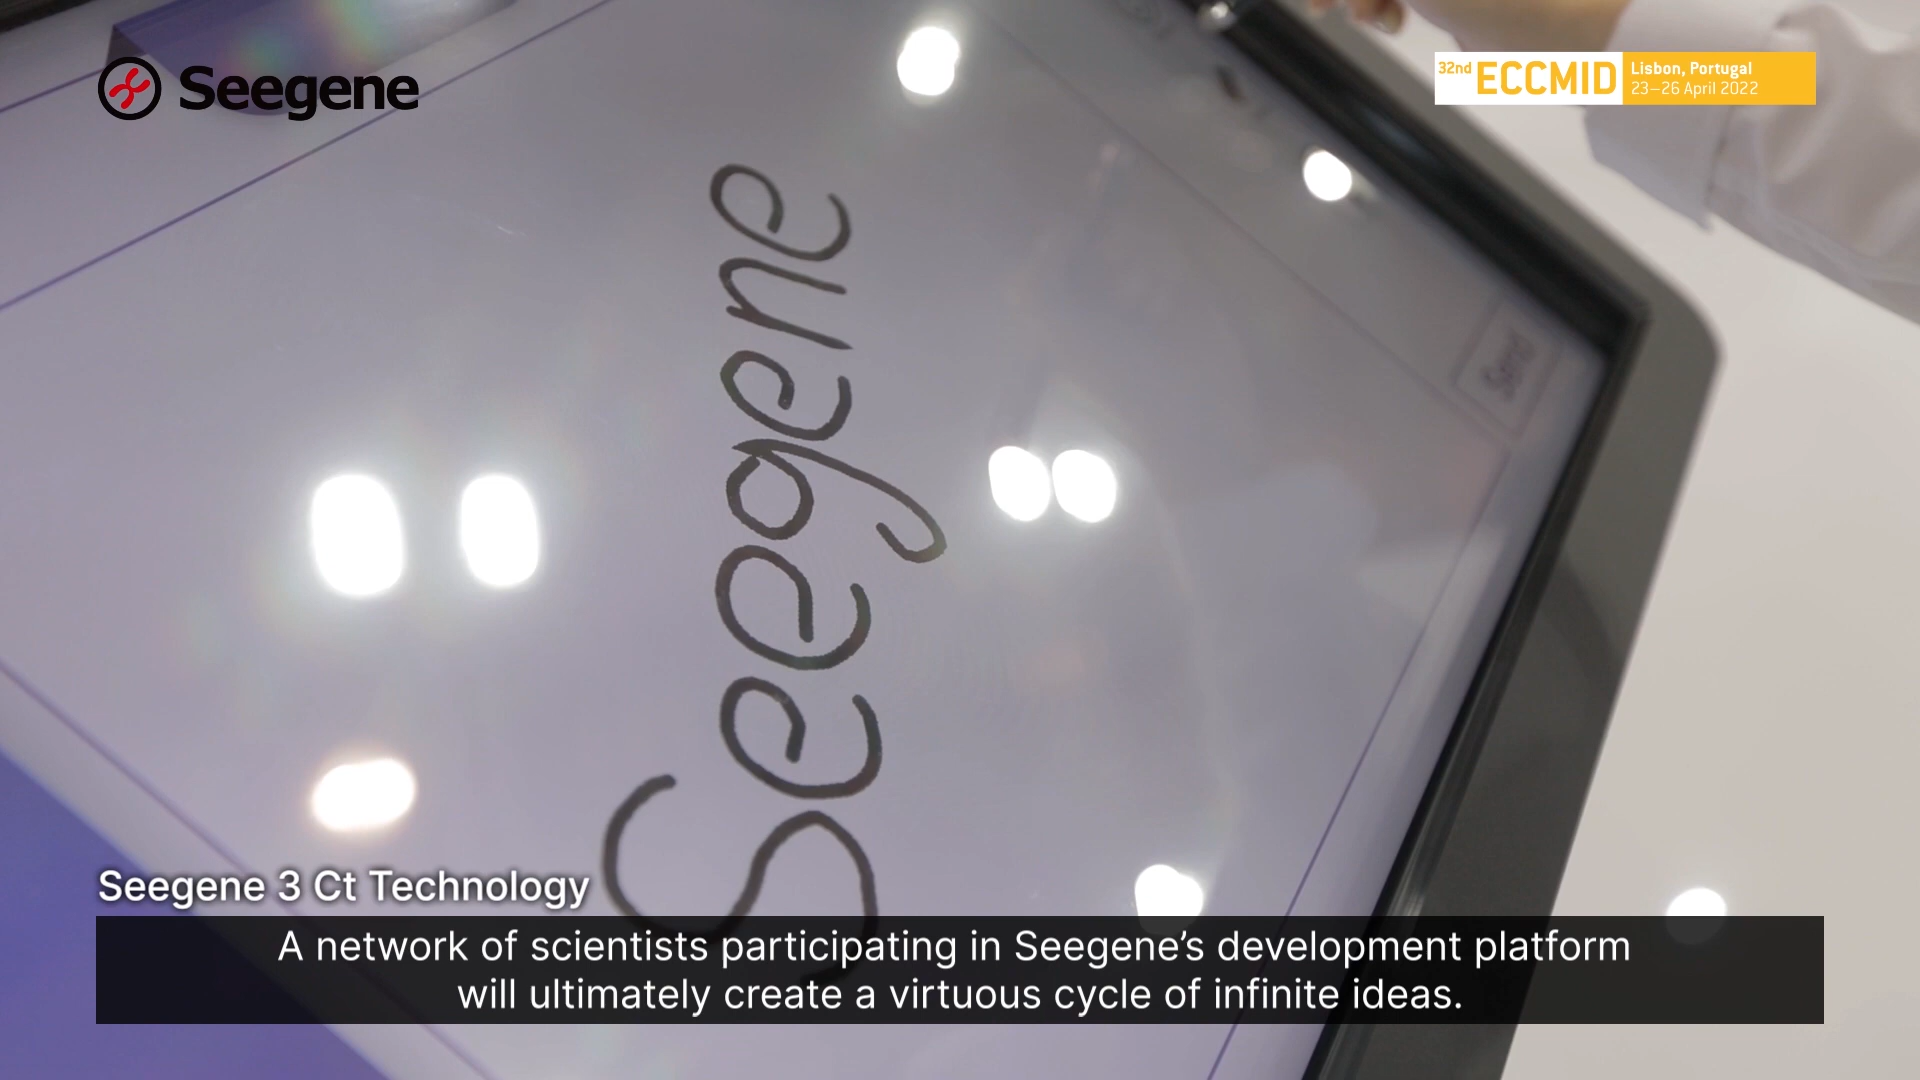 Seegene
32nd ECCMID
Lisbon, Portugal
23–26 April 2022
Seegene
Send
Seegene 3 Ct Technology
A network of scientists participating in Seegene’s development platform
will ultimately create a virtuous cycle of infinite ideas.